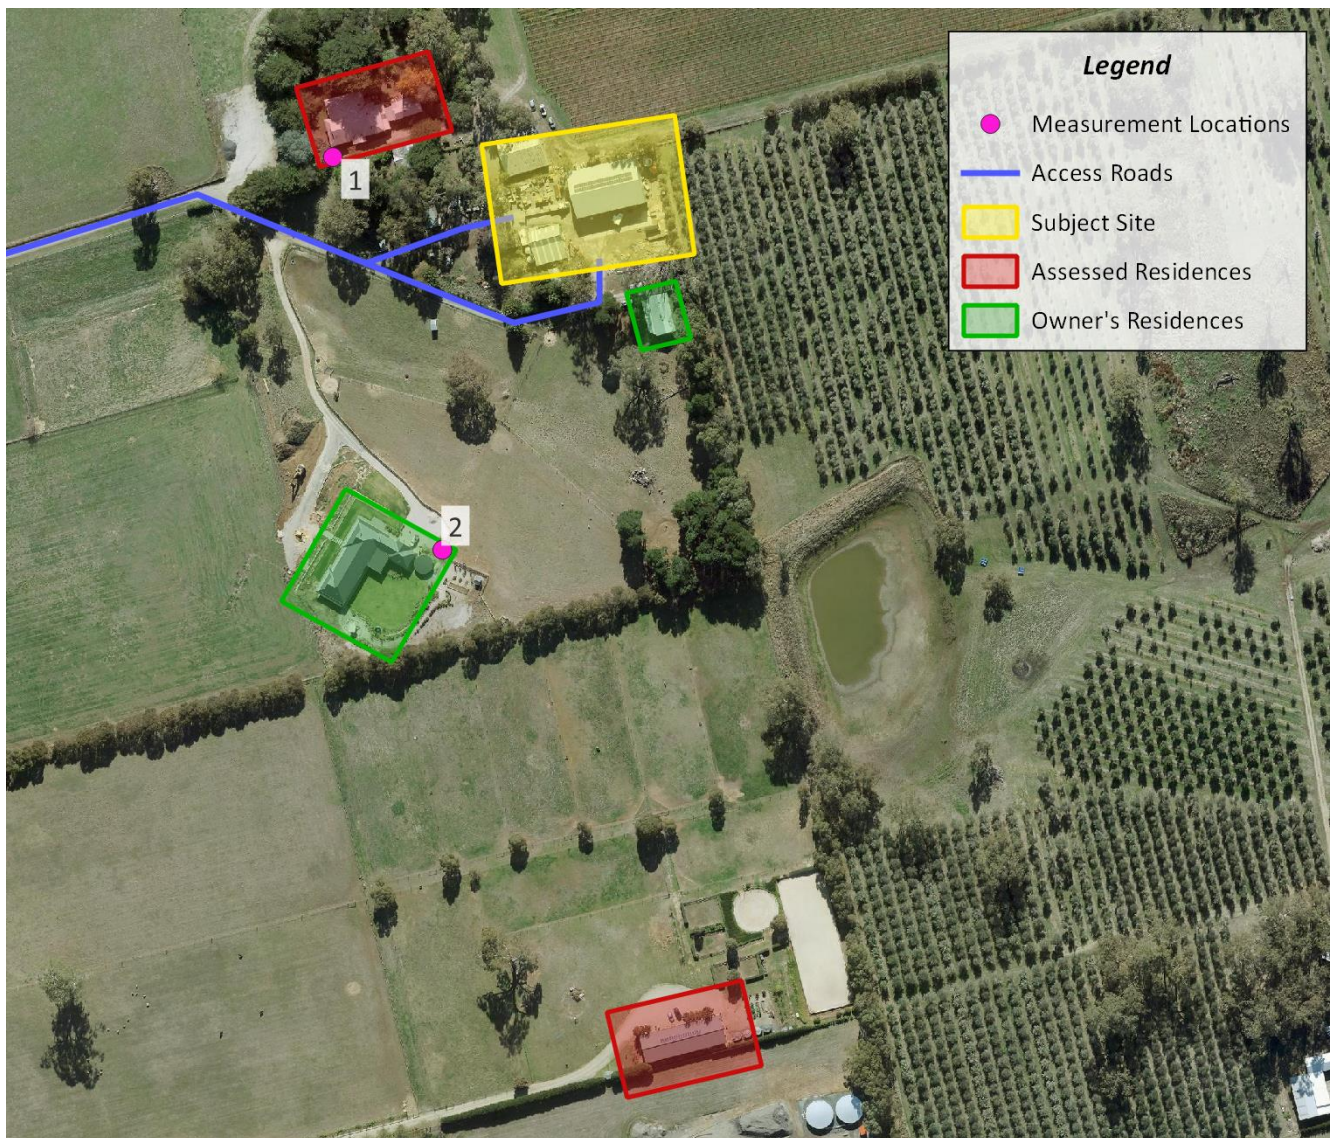 Legend
Measurement Locations
Access Roads
Subject Site
Assessed Residences
Owner's Residences
1
2